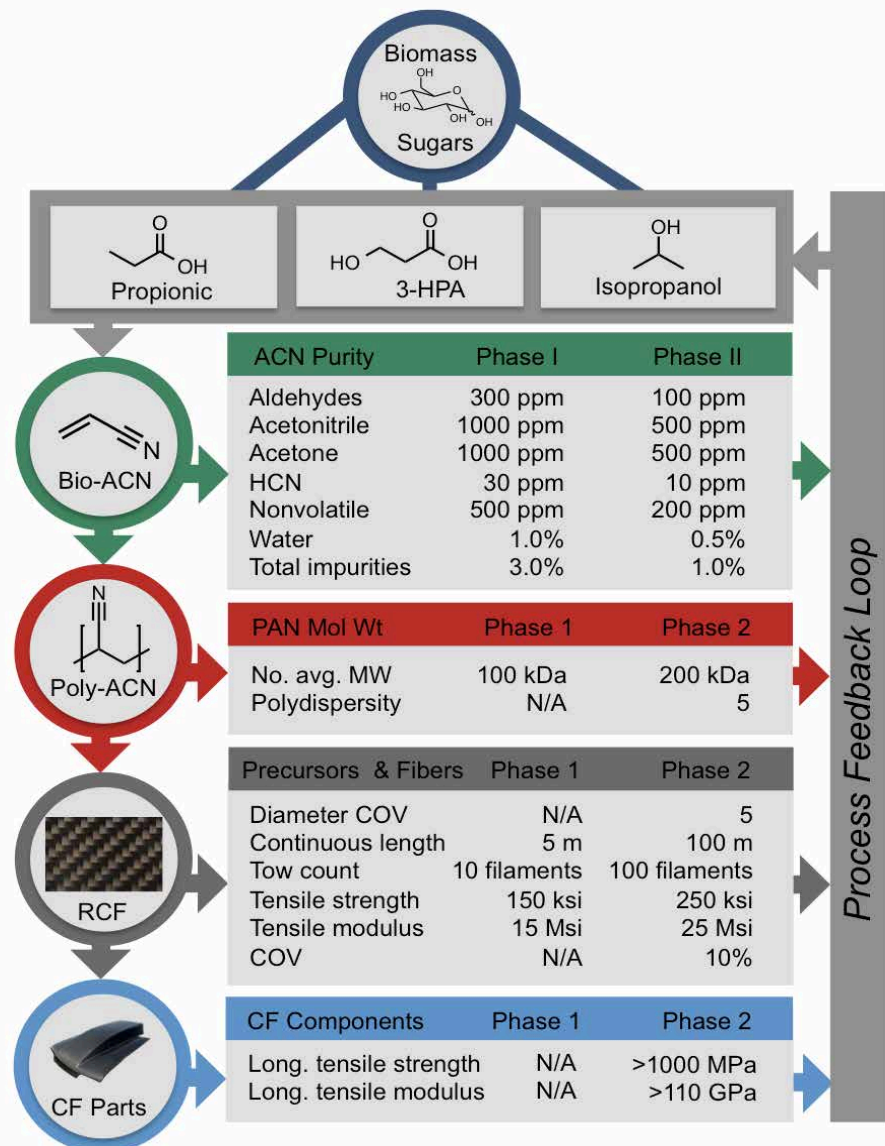 Biomass
OH
O
HO
HO
OH
OH
Sugars
O
OH
Propionic
O
HO
OH
3-HPA
OH
Isopropanol
ACN Purity Phase I Phase II
Aldehydes 300 ppm 100 ppm
Acetonitrile 1000 ppm 500 ppm
Acetone 1000 ppm 500 ppm
HCN 30 ppm 10 ppm
Nonvolatile 500 ppm 200 ppm
Water 1.0% 0.5%
Total impurities 3.0% 1.0%
N
Bio-ACN
N
Poly-ACN
PAN Mol Wt Phase 1 Phase 2
No. avg. MW 100 kDa 200 kDa
Polydispersity N/A 5
Precursors & Fibers Phase 1 Phase 2
Diameter COV N/A 5
Continuous length 5 m 100 m
Tow count 10 filaments 100 filaments
Tensile strength 150 ksi 250 ksi
Tensile modulus 15 Msi 25 Msi
COV N/A 10%
RCF
CF Components Phase 1 Phase 2
Long. tensile strength N/A >1000 MPa
Long. tensile modulus N/A >110 GPa
CF Parts
Process Feedback Loop